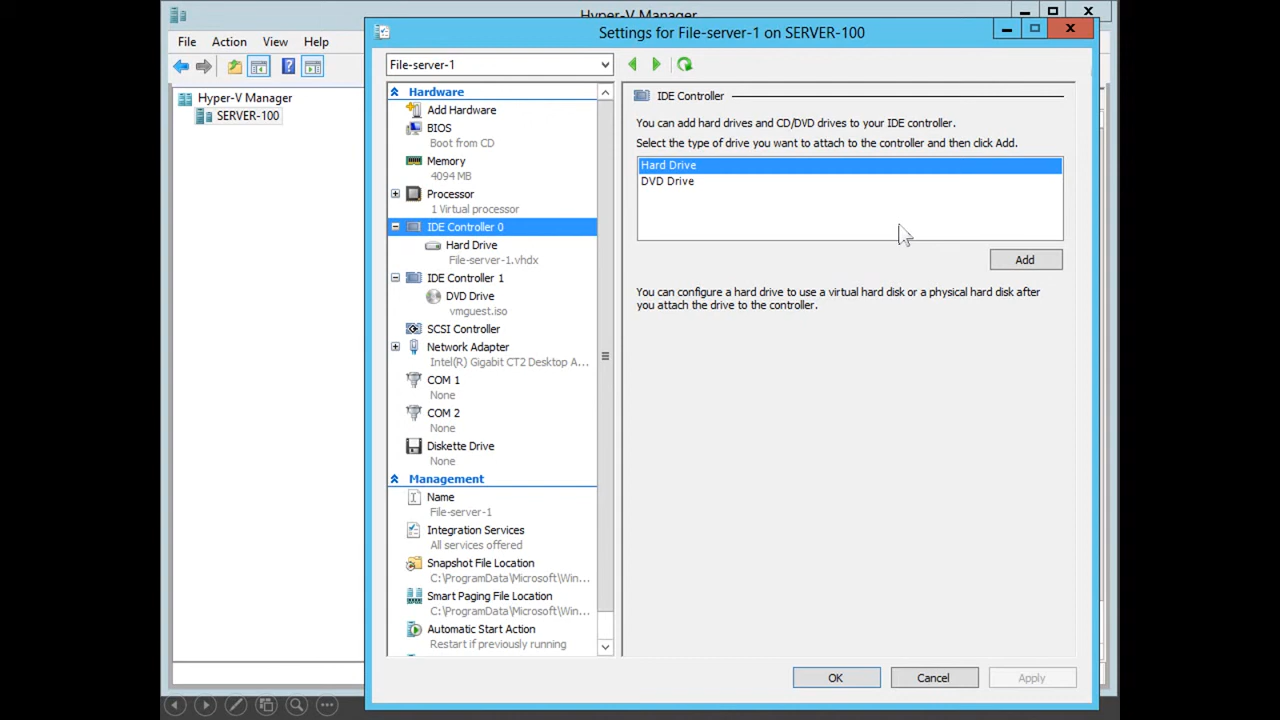 Hyper-V Manager
Settings for File-server-1 on SERVER-100
File Action View Help
Hyper-V Manager
SERVER-100
File-server-1
Hardware
Add Hardware
BIOS
Boot from CD
Memory
4094 MB
Processor
1 Virtual processor
IDE Controller 0
Hard Drive
File-server-1.vhdx
IDE Controller 1
DVD Drive
vmguest.iso
SCSI Controller
Network Adapter
Intel(R) Gigabit CT2 Desktop A...
COM 1
None
COM 2
None
Diskette Drive
None
Management
Name
File-server-1
Integration Services
All services offered
Snapshot File Location
C:\ProgramData\Microsoft\Win...
Smart Paging File Location
C:\ProgramData\Microsoft\Win...
Automatic Start Action
Restart if previously running
IDE Controller
You can add hard drives and CD/DVD drives to your IDE controller.
Select the type of drive you want to attach to the controller and then click Add.
Hard Drive
DVD Drive
Add
You can configure a hard drive to use a virtual hard disk or a physical hard disk after
you attach the drive to the controller.
OK Cancel Apply